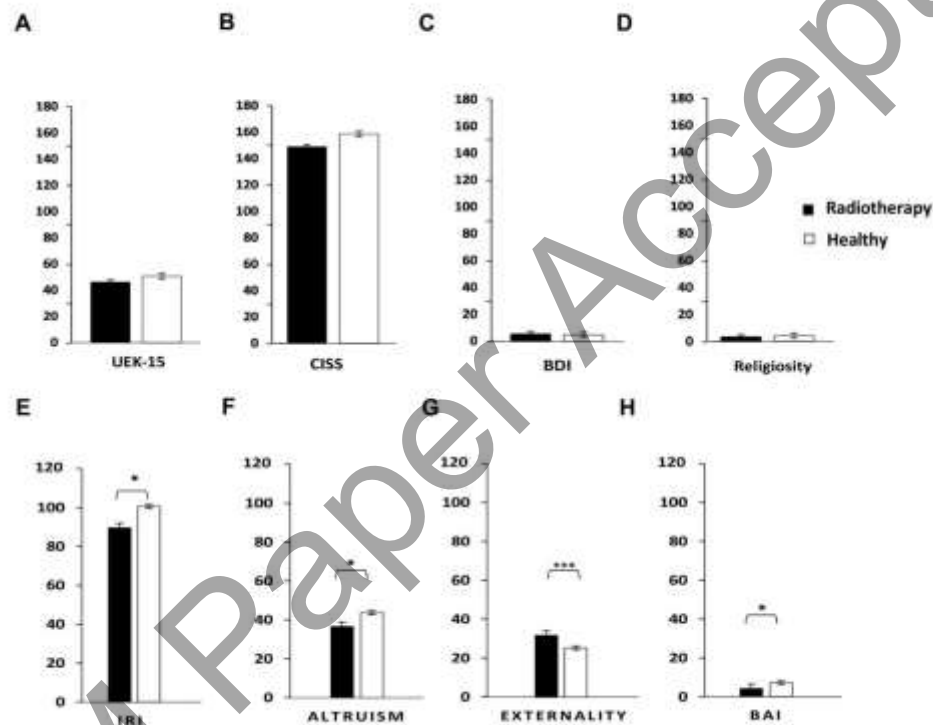 A B C D
180 180 180 180
160 160 160 160
140 140 140 140
120 120 120 120
100 100 100 100
80 80 80 80
60 60 60 60
40 40 40 40
20 20 20 20
0 0 0 0
UEK-15 CISS BDI Religiosity
Radiotherapy
Healthy
E F G H
120 120 120 120
100 100 100 100
80 80 80 80
60 60 60 60
40 40 40 40
20 20 20 20
0 0 0 0
* * *** *
ALTRUISM EXTERNALITY BAI
Paper Accept